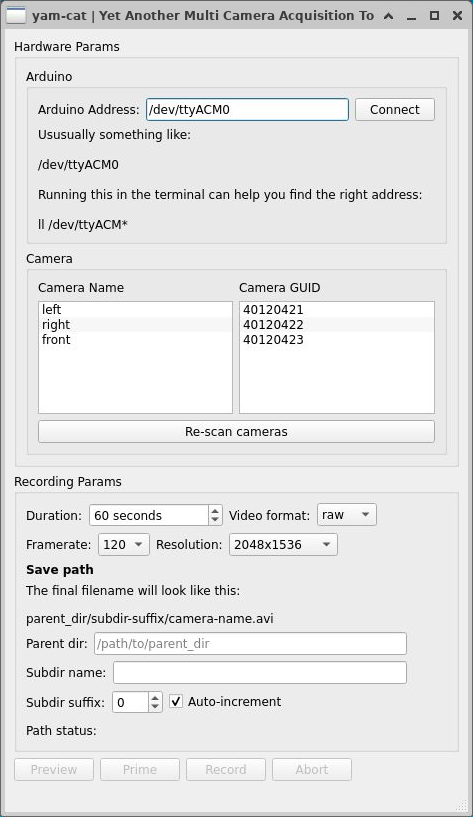 yam-cat | Yet Another Multi Camera Acquisition To
Hardware Params
Arduino
Arduino Address: /dev/ttyACM0 Connect
Ususually something like:
/dev/ttyACM0
Running this in the terminal can help you find the right address:
ll /dev/ttyACM*
Camera
Camera Name Camera GUID
left 40120421
right 40120422
front 40120423
Re-scan cameras
Recording Params
Duration: 60 seconds Video format: raw
Framerate: 120 Resolution: 2048x1536
Save path
The final filename will look like this:
parent_dir/subdir-suffix/camera-name.avi
Parent dir: /path/to/parent_dir
Subdir name:
Subdir suffix: 0 Auto-increment
Path status:
Preview Prime Record Abort